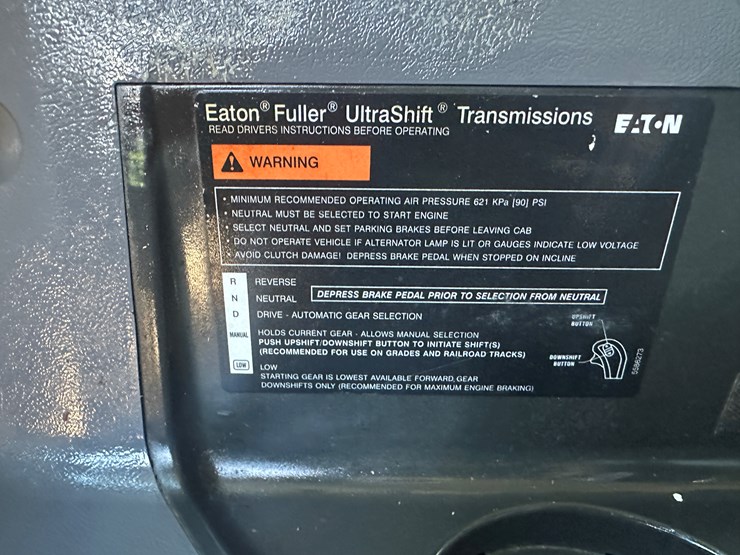 Eaton® Fuller® UltraShift® Transmissions
EATON
READ DRIVERS INSTRUCTIONS BEFORE OPERATING
WARNING
• MINIMUM RECOMMENDED OPERATING AIR PRESSURE 621 KPa [90] PSI
• NEUTRAL MUST BE SELECTED TO START ENGINE
• SELECT NEUTRAL AND SET PARKING BRAKES BEFORE LEAVING CAB
• DO NOT OPERATE VEHICLE IF ALTERNATOR LAMP IS LIT OR GAUGES INDICATE LOW VOLTAGE
• AVOID CLUTCH DAMAGE! DEPRESS BRAKE PEDAL WHEN STOPPED ON INCLINE
R REVERSE
N NEUTRAL DEPRESS BRAKE PEDAL PRIOR TO SELECTION FROM NEUTRAL
D DRIVE - AUTOMATIC GEAR SELECTION
MANUAL HOLDS CURRENT GEAR - ALLOWS MANUAL SELECTION
PUSH UPSHIFT/DOWNSHIFT BUTTON TO INITIATE SHIFT(S)
(RECOMMENDED FOR USE ON GRADES AND RAILROAD TRACKS)
LOW LOW
STARTING GEAR IS LOWEST AVAILABLE FORWARD GEAR
DOWNSHIFTS ONLY (RECOMMENDED FOR MAXIMUM ENGINE BRAKING)
UPSHIFT
BUTTON
DOWNSHIFT
BUTTON
5586273